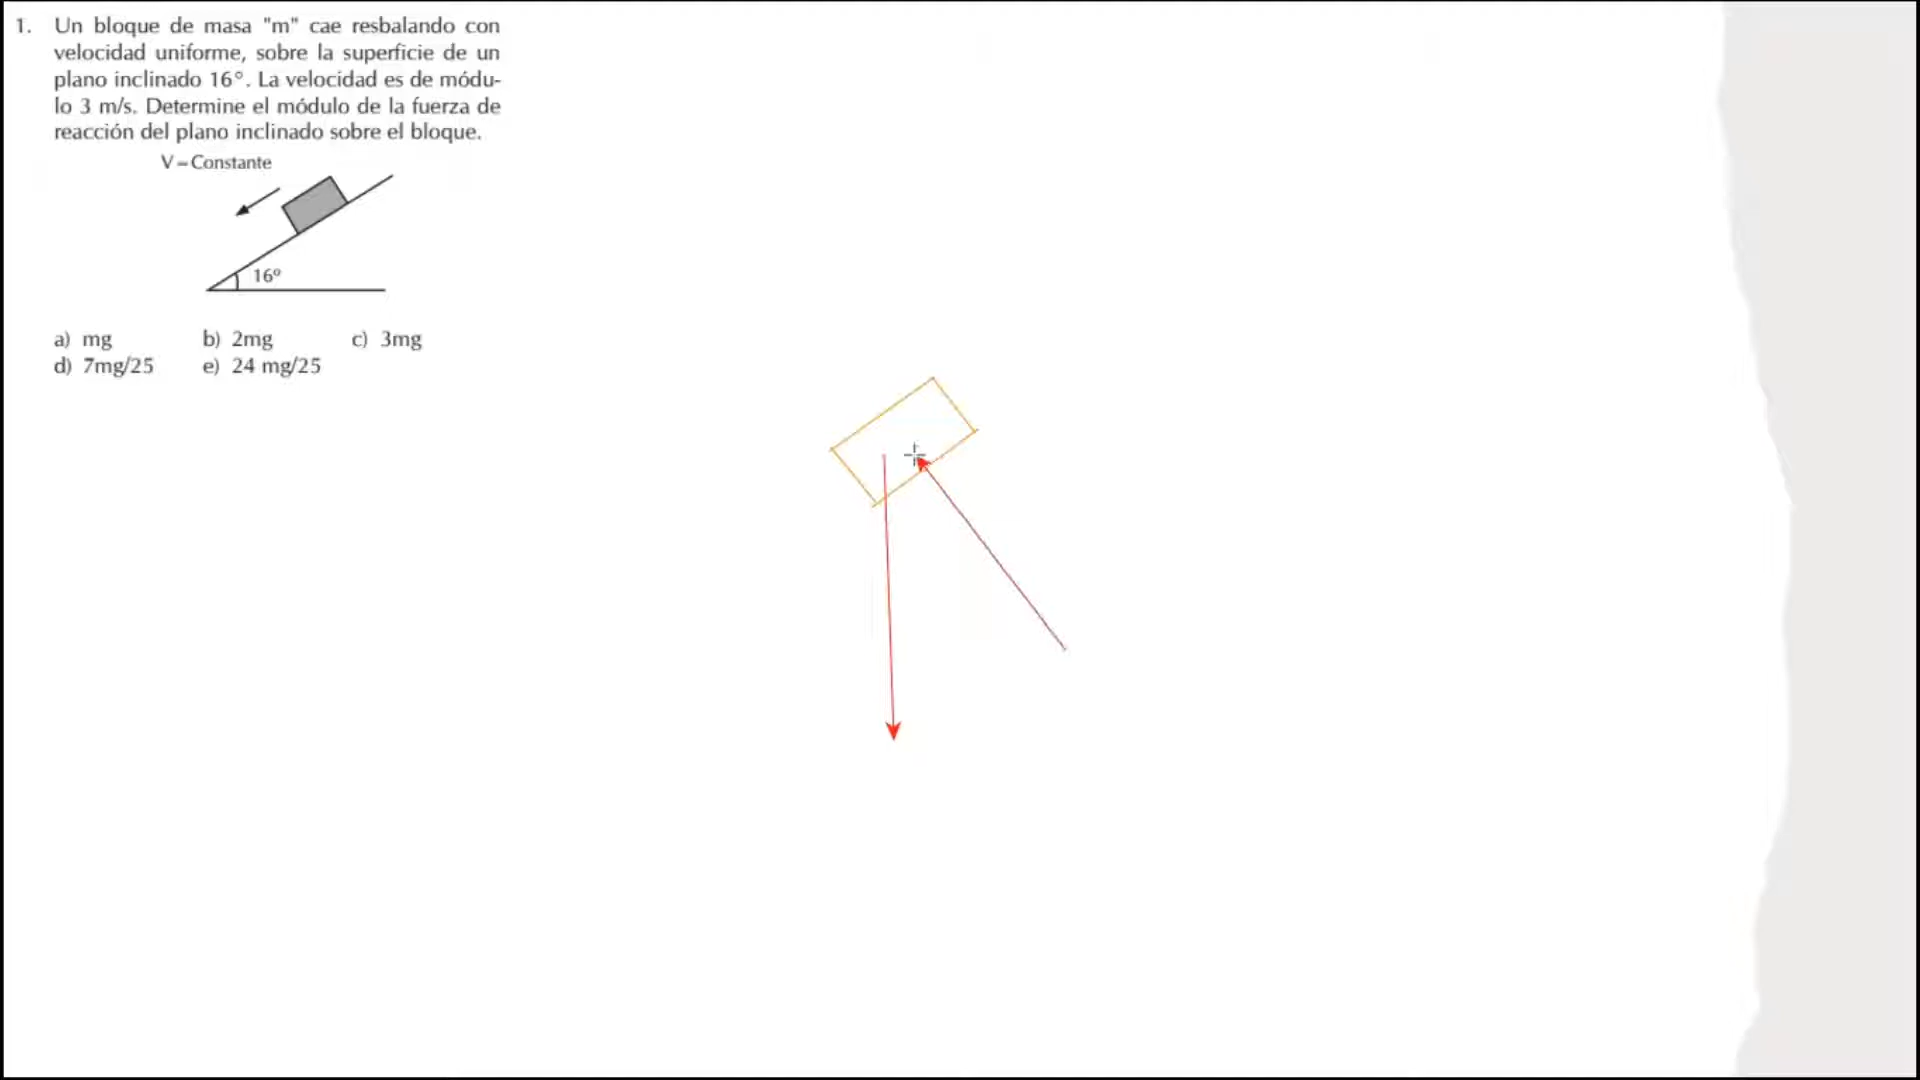 1. Un bloque de masa "m" cae resbalando con
velocidad uniforme, sobre la superficie de un
plano inclinado 16°. La velocidad es de módu-
lo 3 m/s. Determine el módulo de la fuerza de
reacción del plano inclinado sobre el bloque.
V=Constante
16º
a) mg b) 2mg c) 3mg
d) 7mg/25 e) 24 mg/25